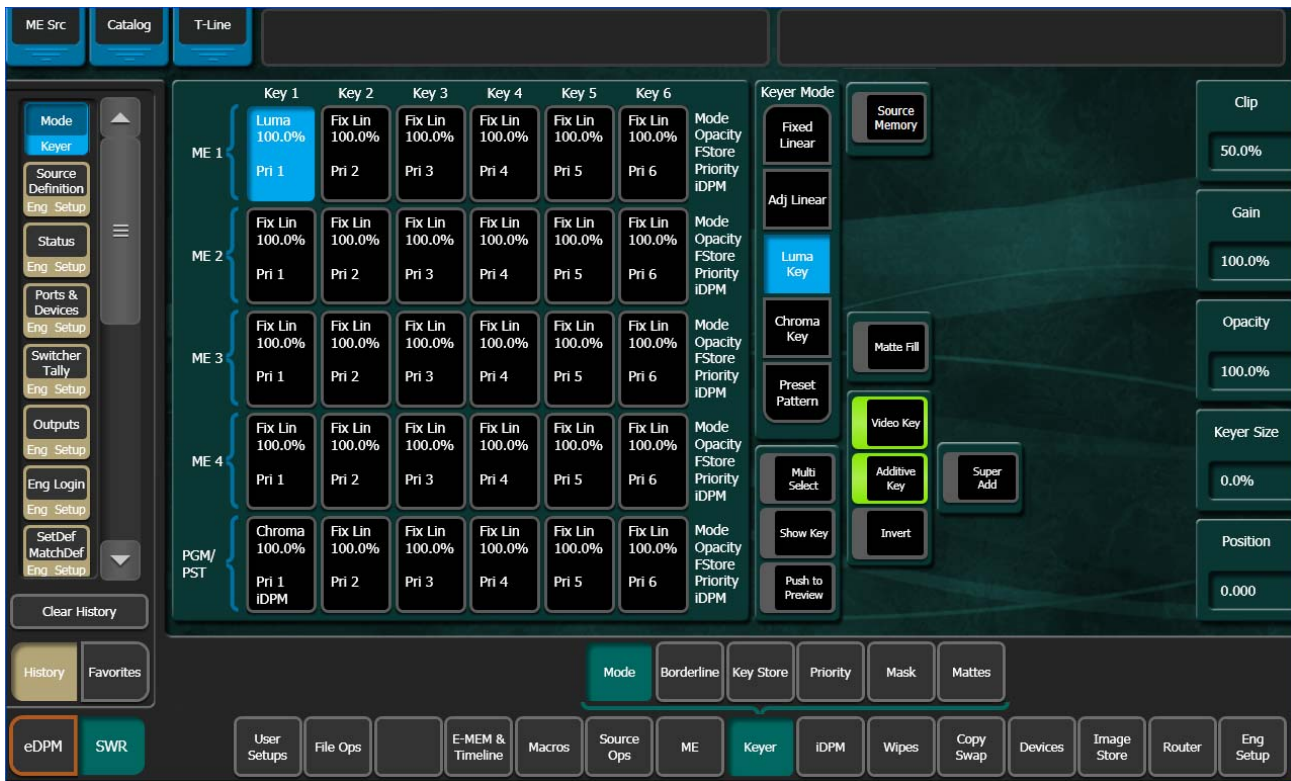 ME Src
Catalog
T-Line
Mode
Keyer
Source
Definition
Eng Setup
Status
Eng Setup
Ports &
Devices
Eng Setup
Switcher
Tally
Eng Setup
Outputs
Eng Setup
Eng Login
Eng Setup
SetDef
MatchDef
Eng Setup
Clear History
History
Favorites
eDPM
SWR
Key 1 Key 2 Key 3 Key 4 Key 5 Key 6
ME 1
Luma Fix Lin Fix Lin Fix Lin Fix Lin Fix Lin Mode
100.0% 100.0% 100.0% 100.0% 100.0% 100.0% Opacity
FStore
Pri 1 Pri 2 Pri 3 Pri 4 Pri 5 Pri 6 Priority
iDPM
ME 2
Fix Lin Fix Lin Fix Lin Fix Lin Fix Lin Fix Lin Mode
100.0% 100.0% 100.0% 100.0% 100.0% 100.0% Opacity
FStore
Pri 1 Pri 2 Pri 3 Pri 4 Pri 5 Pri 6 Priority
iDPM
ME 3
Fix Lin Fix Lin Fix Lin Fix Lin Fix Lin Fix Lin Mode
100.0% 100.0% 100.0% 100.0% 100.0% 100.0% Opacity
FStore
Pri 1 Pri 2 Pri 3 Pri 4 Pri 5 Pri 6 Priority
iDPM
ME 4
Fix Lin Fix Lin Fix Lin Fix Lin Fix Lin Fix Lin Mode
100.0% 100.0% 100.0% 100.0% 100.0% 100.0% Opacity
FStore
Pri 1 Pri 2 Pri 3 Pri 4 Pri 5 Pri 6 Priority
iDPM
PGM/
PST
Chroma Fix Lin Fix Lin Fix Lin Fix Lin Fix Lin Mode
100.0% 100.0% 100.0% 100.0% 100.0% 100.0% Opacity
FStore
Pri 1 Pri 2 Pri 3 Pri 4 Pri 5 Pri 6 Priority
iDPM iDPM
Keyer Mode
Fixed
Linear
Adj Linear
Luma
Key
Chroma
Key
Preset
Pattern
Multi
Select
Show Key
Push to
Preview
Source
Memory
Matte Fill
Video Key
Additive
Key
Invert
Super
Add
Clip
50.0%
Gain
100.0%
Opacity
100.0%
Keyer Size
0.0%
Position
0.000
Mode
Borderline
Key Store
Priority
Mask
Mattes
User
Setups
File Ops
E-MEM &
Timeline
Macros
Source
Ops
ME
Keyer
iDPM
Wipes
Copy
Swap
Devices
Image
Store
Router
Eng
Setup